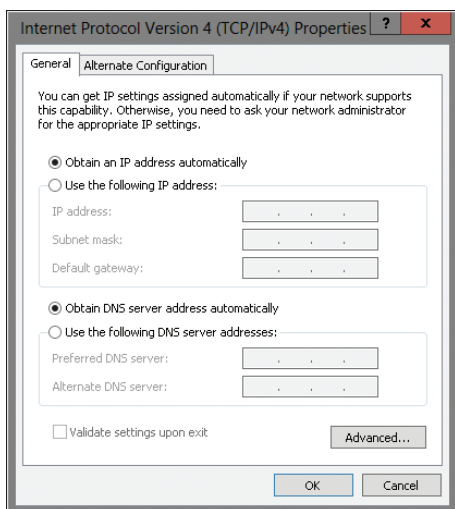 Internet Protocol Version 4 (TCP/IPv4) Properties ? x
General Alternate Configuration
You can get IP settings assigned automatically if your network supports
this capability. Otherwise, you need to ask your network administrator
for the appropriate IP settings.
Obtain an IP address automatically
Use the following IP address:
IP address: . . .
Subnet mask: . . .
Default gateway: . . .
Obtain DNS server address automatically
Use the following DNS server addresses:
Preferred DNS server: . . .
Alternate DNS server: . . .
Validate settings upon exit
Advanced...
OK Cancel